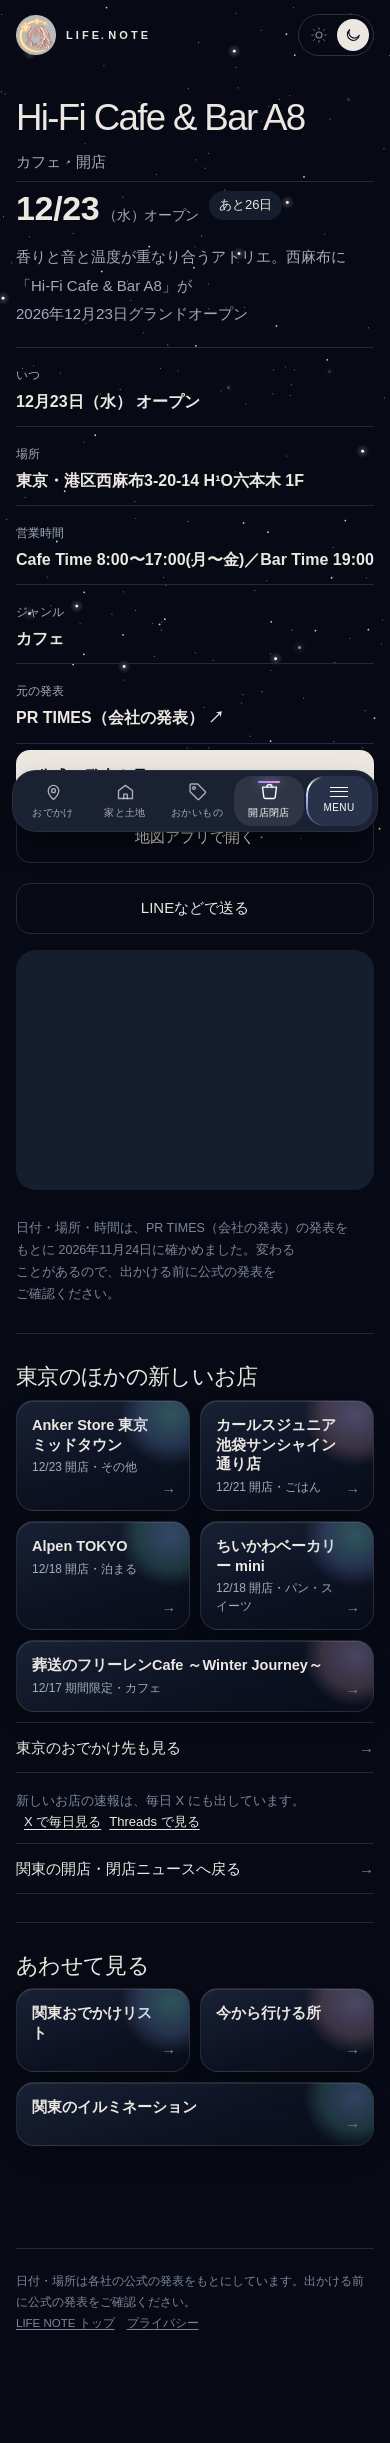 LIFE.NOTE
Hi-Fi Cafe & Bar A8
カフェ・開店
12/23 （水）オープン あと26日
香りと音と温度が重なり合うアトリエ。西麻布に
「Hi-Fi Cafe & Bar A8」が
2026年12月23日グランドオープン
いつ
12月23日（水） オープン
場所
東京・港区西麻布3-20-14 H¹O六本木 1F
営業時間
Cafe Time 8:00〜17:00(月〜金)／Bar Time 19:00
ジャンル
カフェ
元の発表
PR TIMES（会社の発表） ↗
おでかけ 家と土地 おかいもの 開店閉店 MENU
地図アプリで開く
LINEなどで送る
日付・場所・時間は、PR TIMES（会社の発表）の発表を
もとに 2026年11月24日に確かめました。変わる
ことがあるので、出かける前に公式の発表を
ご確認ください。
東京のほかの新しいお店
Anker Store 東京
ミッドタウン
12/23 開店・その他
→
カールスジュニア
池袋サンシャイン
通り店
12/21 開店・ごはん
→
Alpen TOKYO
12/18 開店・泊まる
→
ちいかわベーカリ
ー mini
12/18 開店・パン・ス
イーツ
→
葬送のフリーレンCafe ～Winter Journey～
12/17 期間限定・カフェ
→
東京のおでかけ先も見る →
新しいお店の速報は、毎日 X にも出しています。
X で毎日見る Threads で見る
関東の開店・閉店ニュースへ戻る →
あわせて見る
関東おでかけリス
ト
→
今から行ける所
→
関東のイルミネーション
→
日付・場所は各社の公式の発表をもとにしています。出かける前
に公式の発表をご確認ください。
LIFE NOTE トップ プライバシー